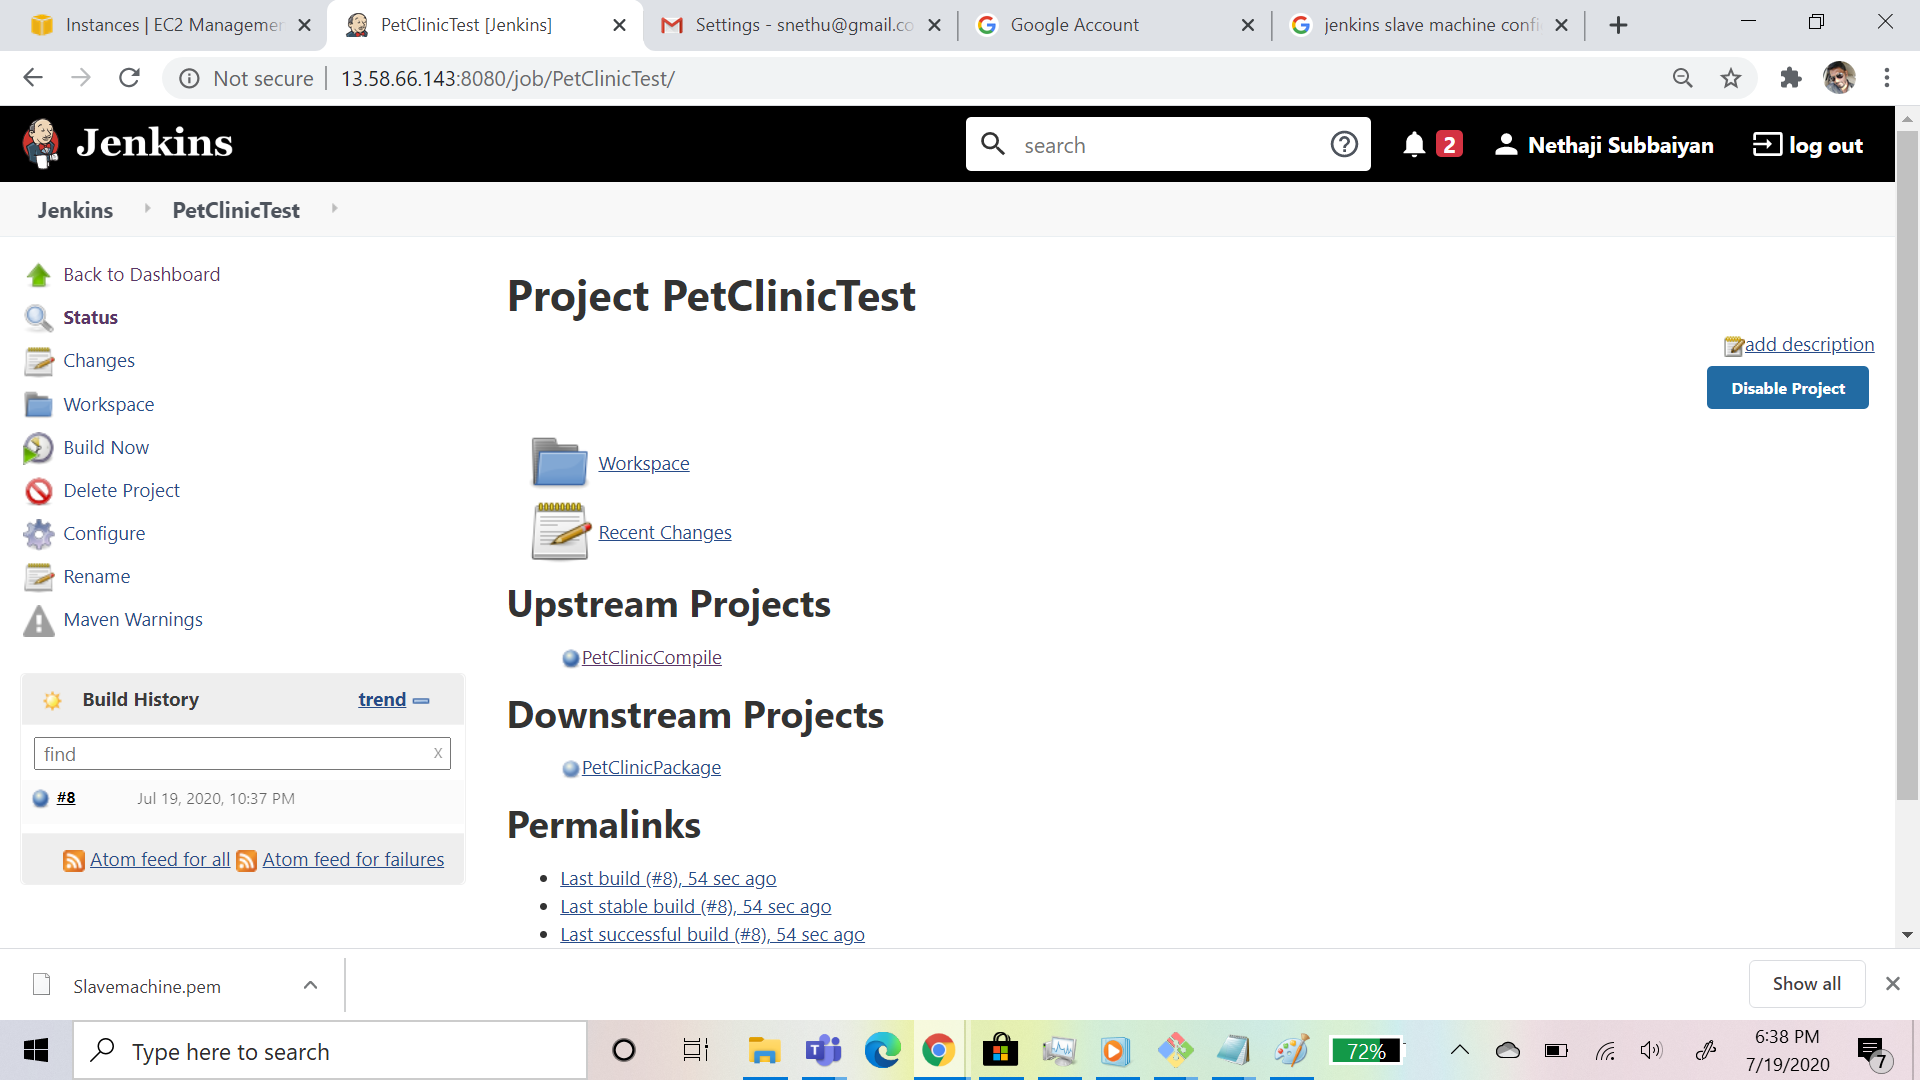 Instances | EC2 Managemen
PetClinicTest [Jenkins]
Settings - snethu@gmail.co
Google Account
jenkins slave machine confi
Not secure
13.58.66.143:8080/job/PetClinicTest/
Jenkins
search
2
Nethaji Subbaiyan
log out
Jenkins
PetClinicTest
Back to Dashboard
Status
Changes
Workspace
Build Now
Delete Project
Configure
Rename
Maven Warnings
Build History
trend
find
x
#8
Jul 19, 2020, 10:37 PM
Atom feed for all
Atom feed for failures
Project PetClinicTest
add description
Disable Project
Workspace
Recent Changes
Upstream Projects
PetClinicCompile
Downstream Projects
PetClinicPackage
Permalinks
Last build (#8), 54 sec ago
Last stable build (#8), 54 sec ago
Last successful build (#8), 54 sec ago
Slavemachine.pem
Show all
Type here to search
72%
6:38 PM
7/19/2020
7